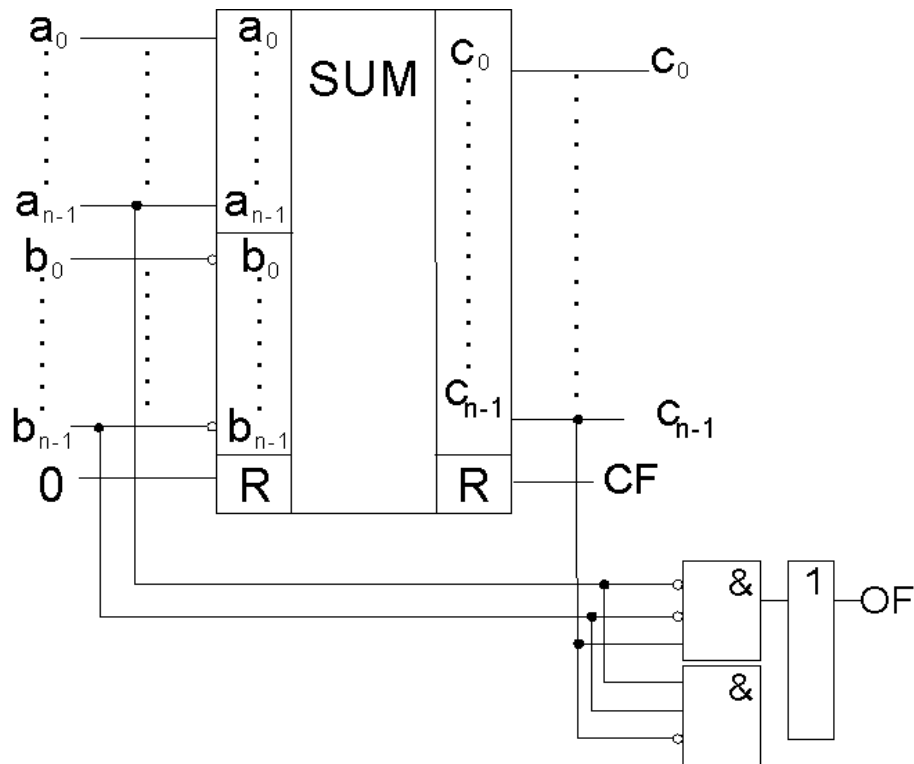 a₀ a₀ SUM c₀ c₀
aₙ₋₁ aₙ₋₁
b₀ b₀
bₙ₋₁ bₙ₋₁ cₙ₋₁ cₙ₋₁
0 R R CF
& 1 OF
&